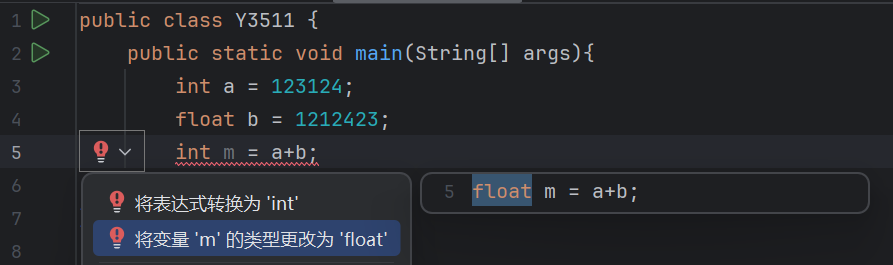 1 public class Y3511 {
2 public static void main(String[] args){
3 int a = 123124;
4 float b = 1212423;
5 int m = a+b;
6 将表达式转换为 'int'
5 float m = a+b;
7 将变量 'm' 的类型更改为 'float'
8